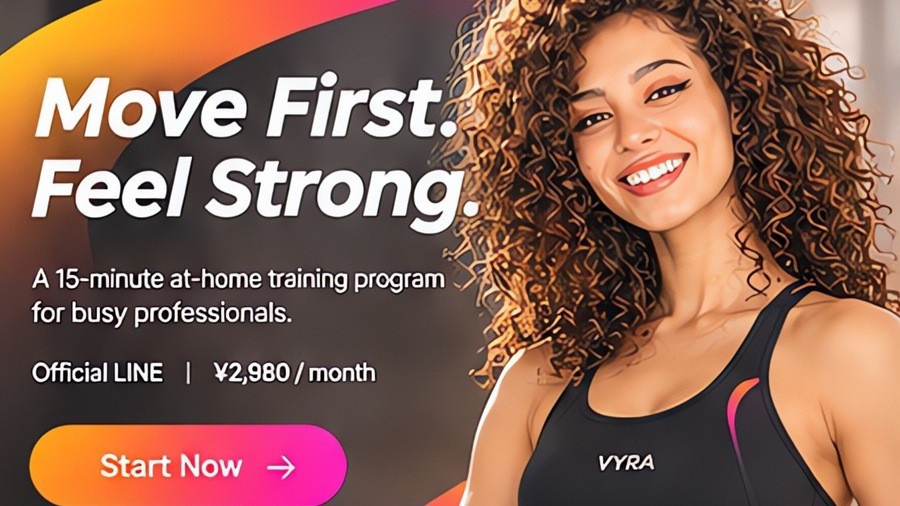 Move First.
Feel Strong.
A 15-minute at-home training program
for busy professionals.
Official LINE | ¥2,980 / month
Start Now →
VYRA